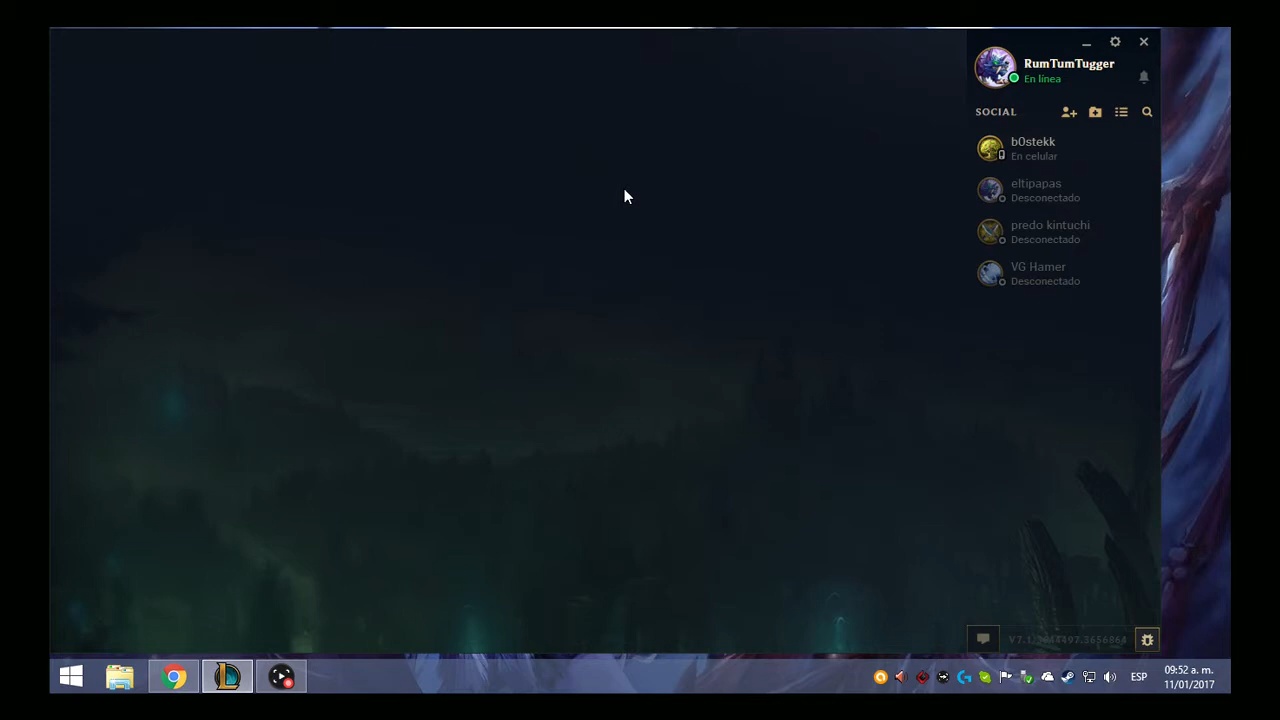 RumTumTugger
En línea
SOCIAL
b0stekk
En celular
eltipapas
Desconectado
predo kintuchi
Desconectado
VG Hamer
Desconectado
ESP
09:52 a. m.
11/01/2017